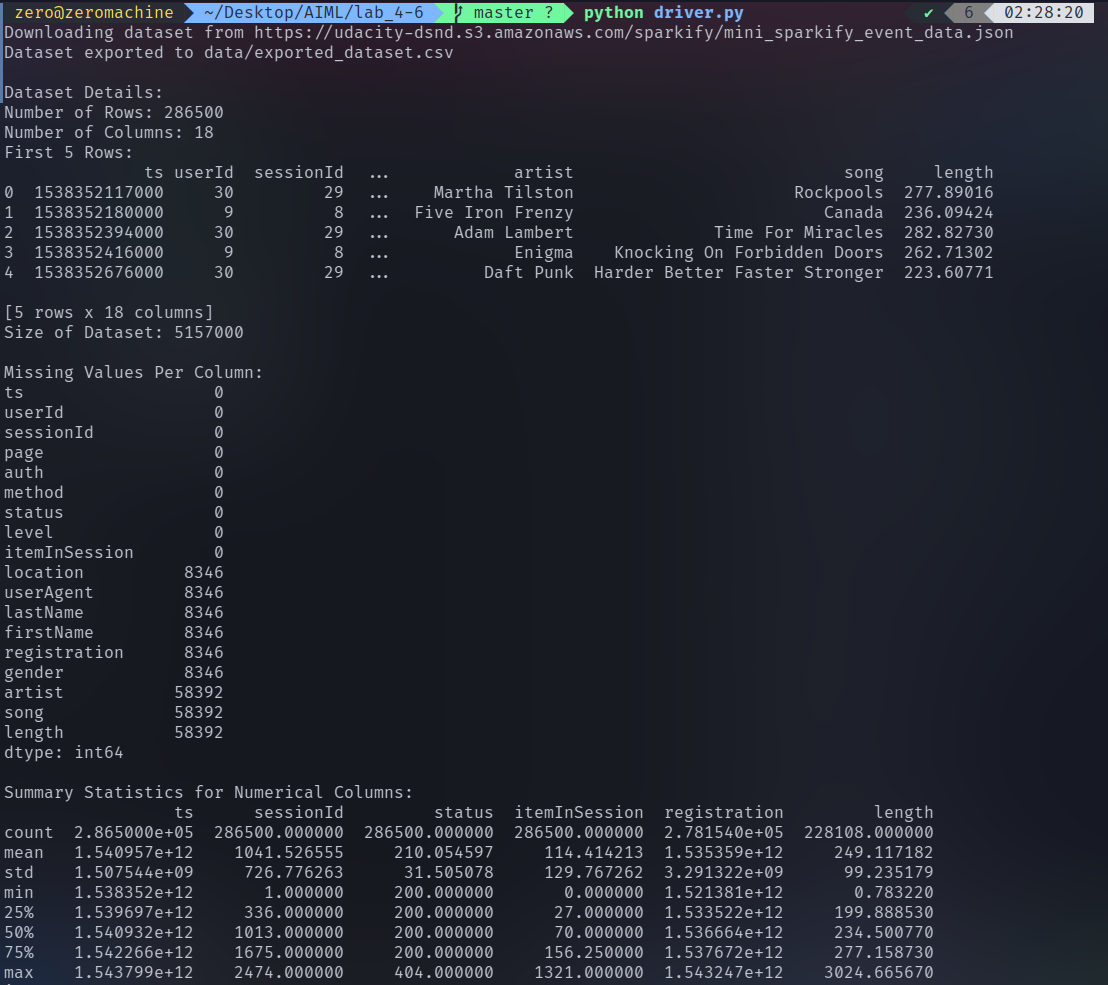 zero@zeromachine ~/Desktop/AIML/lab_4-6 master ? python driver.py ✔ 6 02:28:20
Downloading dataset from https://udacity-dsnd.s3.amazonaws.com/sparkify/mini_sparkify_event_data.json
Dataset exported to data/exported_dataset.csv

Dataset Details:
Number of Rows: 286500
Number of Columns: 18
First 5 Rows:
              ts userId  sessionId  ...            artist                          song     length
0  1538352117000     30         29  ...    Martha Tilston                     Rockpools  277.89016
1  1538352180000      9          8  ...  Five Iron Frenzy                        Canada  236.09424
2  1538352394000     30         29  ...      Adam Lambert             Time For Miracles  282.82730
3  1538352416000      9          8  ...            Enigma   Knocking On Forbidden Doors  262.71302
4  1538352676000     30         29  ...         Daft Punk  Harder Better Faster Stronger  223.60771

[5 rows x 18 columns]
Size of Dataset: 5157000

Missing Values Per Column:
ts                   0
userId               0
sessionId            0
page                 0
auth                 0
method               0
status               0
level                0
itemInSession        0
location          8346
userAgent         8346
lastName          8346
firstName         8346
registration      8346
gender            8346
artist           58392
song             58392
length           58392
dtype: int64

Summary Statistics for Numerical Columns:
                 ts      sessionId         status  itemInSession  registration         length
count  2.865000e+05  286500.000000  286500.000000  286500.000000  2.781540e+05  228108.000000
mean   1.540957e+12    1041.526555     210.054597     114.414213  1.535359e+12     249.117182
std    1.507544e+09     726.776263      31.505078     129.767262  3.291322e+09      99.235179
min    1.538352e+12       1.000000     200.000000       0.000000  1.521381e+12       0.783220
25%    1.539697e+12     336.000000     200.000000      27.000000  1.533522e+12     199.888530
50%    1.540932e+12    1013.000000     200.000000      70.000000  1.536664e+12     234.500770
75%    1.542266e+12    1675.000000     200.000000     156.250000  1.537672e+12     277.158730
max    1.543799e+12    2474.000000     404.000000    1321.000000  1.543247e+12    3024.665670